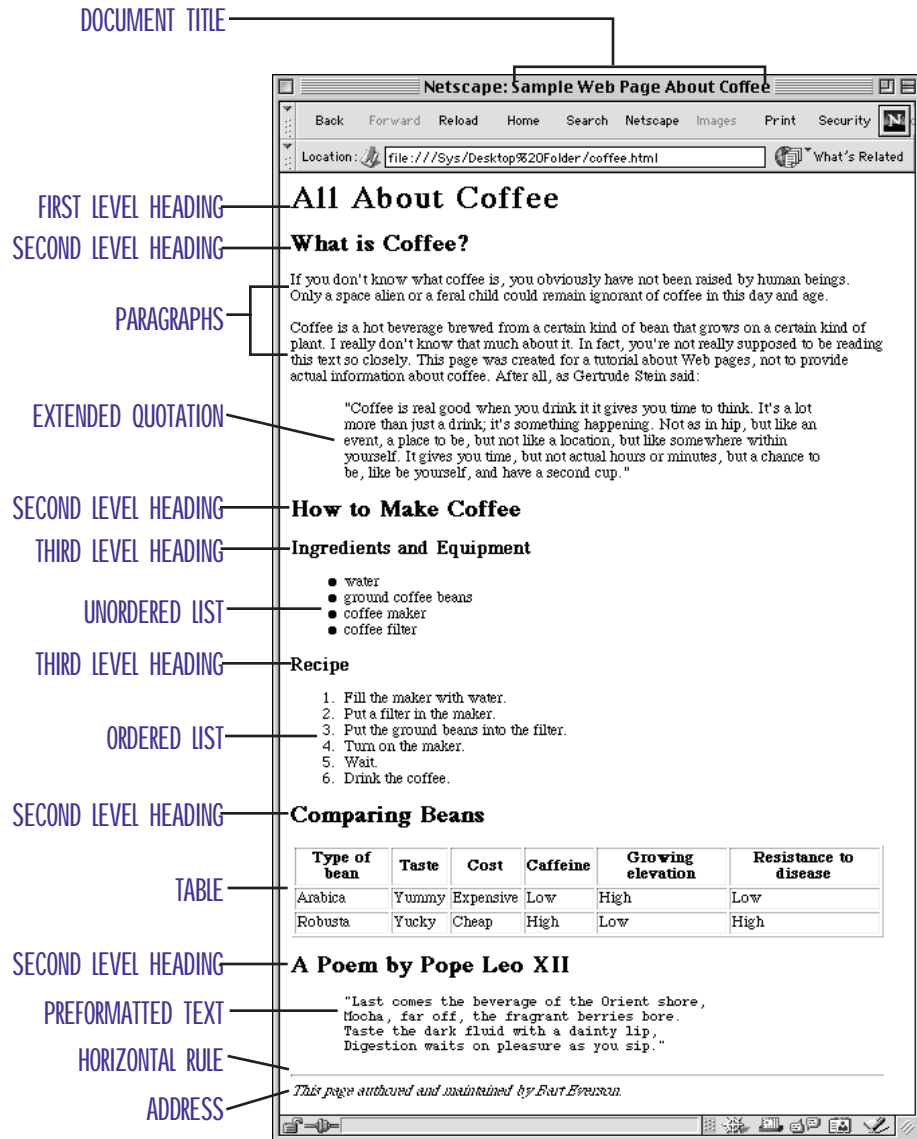 DOCUMENT TITLE
Netscape: Sample Web Page About Coffee
Back Forward Reload Home Search Netscape Images Print Security N
Location: file:///Sys/Desktop%20Folder/coffee.html What's Related
FIRST LEVEL HEADING
All About Coffee
SECOND LEVEL HEADING
What is Coffee?
PARAGRAPHS
If you don't know what coffee is, you obviously have not been raised by human beings.
Only a space alien or a feral child could remain ignorant of coffee in this day and age.
Coffee is a hot beverage brewed from a certain kind of bean that grows on a certain kind of
plant. I really don't know that much about it. In fact, you're not really supposed to be reading
this text so closely. This page was created for a tutorial about Web pages, not to provide
actual information about coffee. After all, as Gertrude Stein said:
EXTENDED QUOTATION
"Coffee is real good when you drink it it gives you time to think. It's a lot
more than just a drink; it's something happening. Not as in hip, but like an
event, a place to be, but not like a location, but like somewhere within
yourself. It gives you time, but not actual hours or minutes, but a chance to
be, like be yourself, and have a second cup."
SECOND LEVEL HEADING
How to Make Coffee
THIRD LEVEL HEADING
Ingredients and Equipment
UNORDERED LIST
● water
● ground coffee beans
● coffee maker
● coffee filter
THIRD LEVEL HEADING
Recipe
ORDERED LIST
1. Fill the maker with water.
2. Put a filter in the maker.
3. Put the ground beans into the filter.
4. Turn on the maker.
5. Wait.
6. Drink the coffee.
SECOND LEVEL HEADING
Comparing Beans
TABLE
Type of bean Taste Cost Caffeine Growing elevation Resistance to disease
Arabica Yummy Expensive Low High Low
Robusta Yucky Cheap High Low High
SECOND LEVEL HEADING
A Poem by Pope Leo XII
PREFORMATTED TEXT
"Last comes the beverage of the Orient shore,
Mocha, far off, the fragrant berries bore.
Taste the dark fluid with a dainty lip,
Digestion waits on pleasure as you sip."
HORIZONTAL RULE
ADDRESS
This page authored and maintained by Bart Everson.